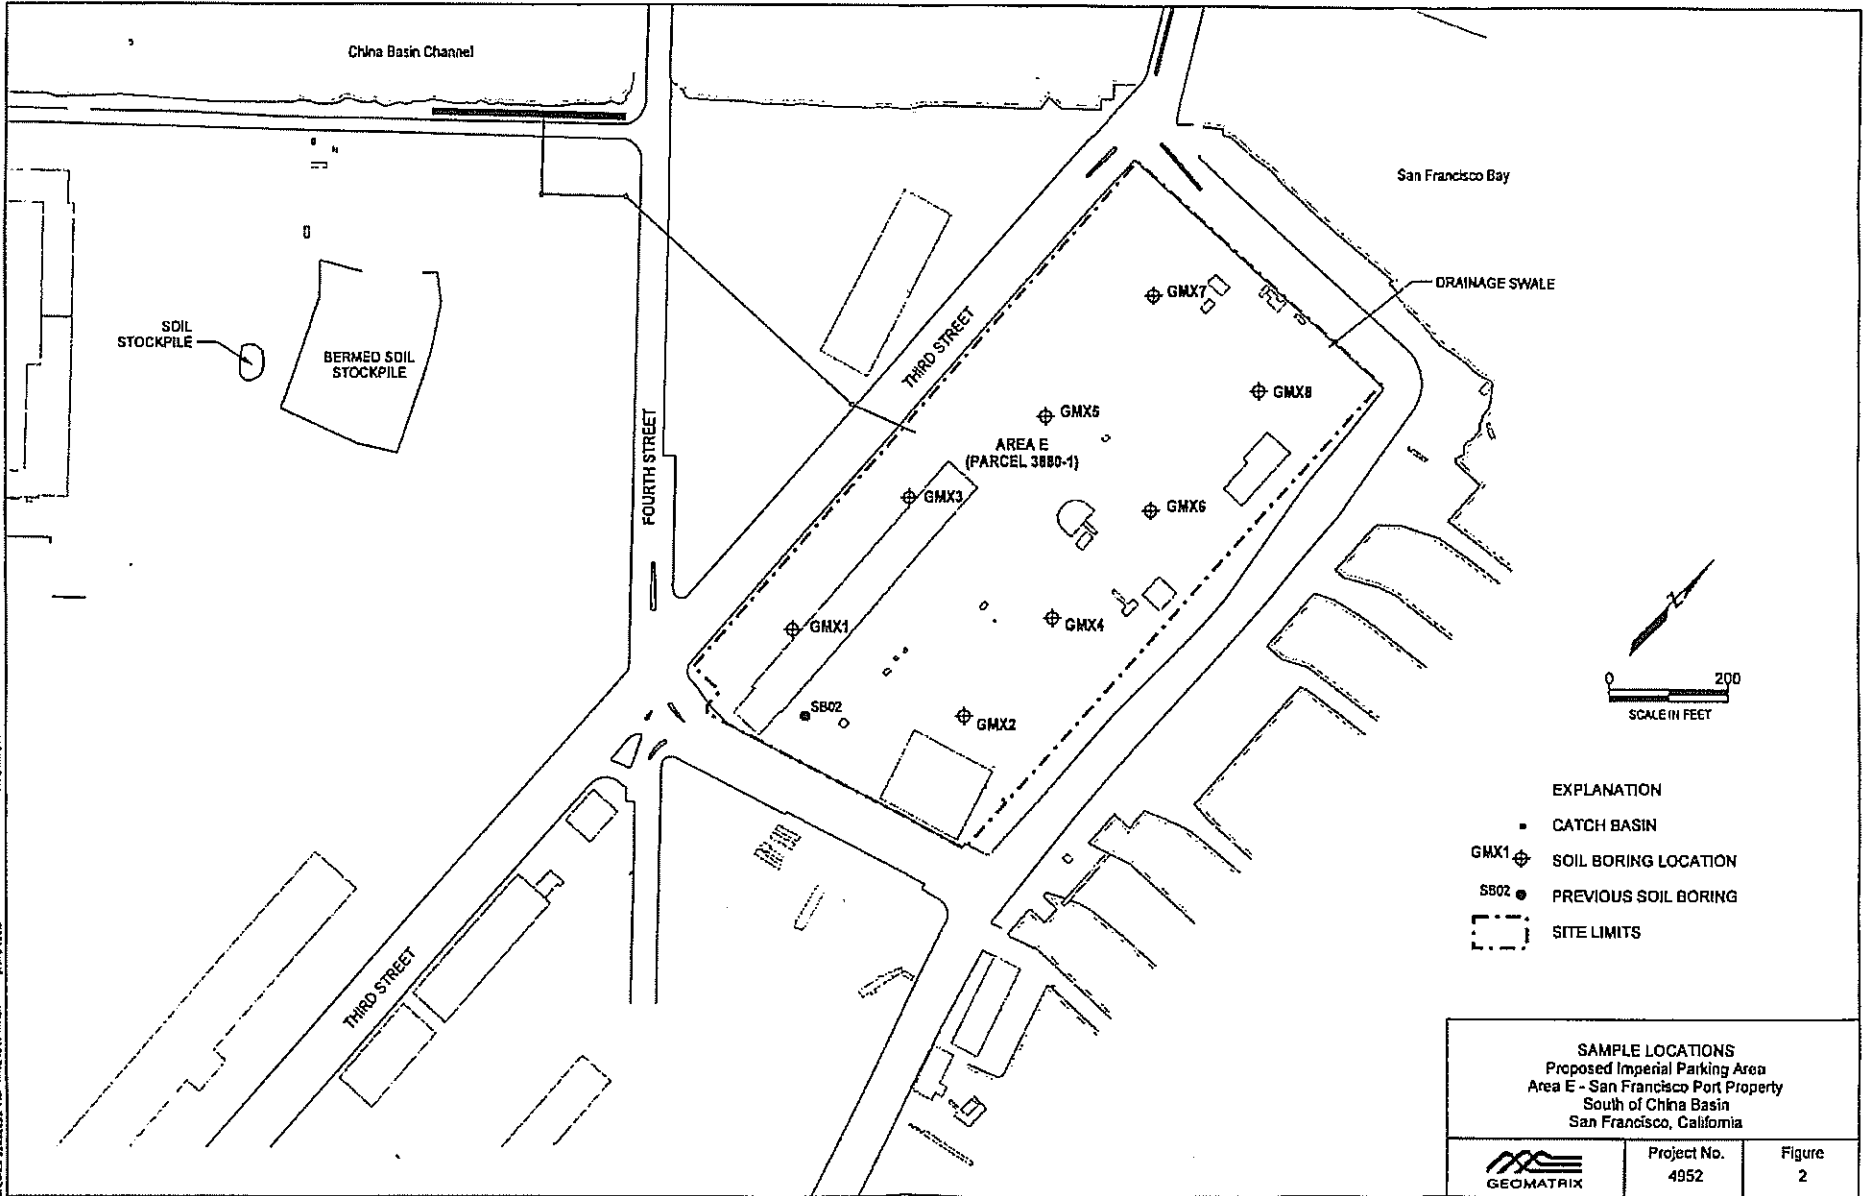 China Basin Channel
San Francisco Bay
DRAINAGE SWALE
GMX7
SOIL
STOCKPILE
BERMED SOIL
STOCKPILE
THIRD STREET
GMX8
GMX5
FOURTH STREET
AREA E
(PARCEL 3880-1)
GMX3
GMX6
GMX1
GMX4
SB02
GMX2
Z
0 200
SCALE IN FEET
EXPLANATION
CATCH BASIN
GMX1 SOIL BORING LOCATION
SB02 PREVIOUS SOIL BORING
SITE LIMITS
THIRD STREET
SAMPLE LOCATIONS
Proposed Imperial Parking Area
Area E - San Francisco Port Property
South of China Basin
San Francisco, California
GEOMATRIX
Project No.
4952
Figure
2